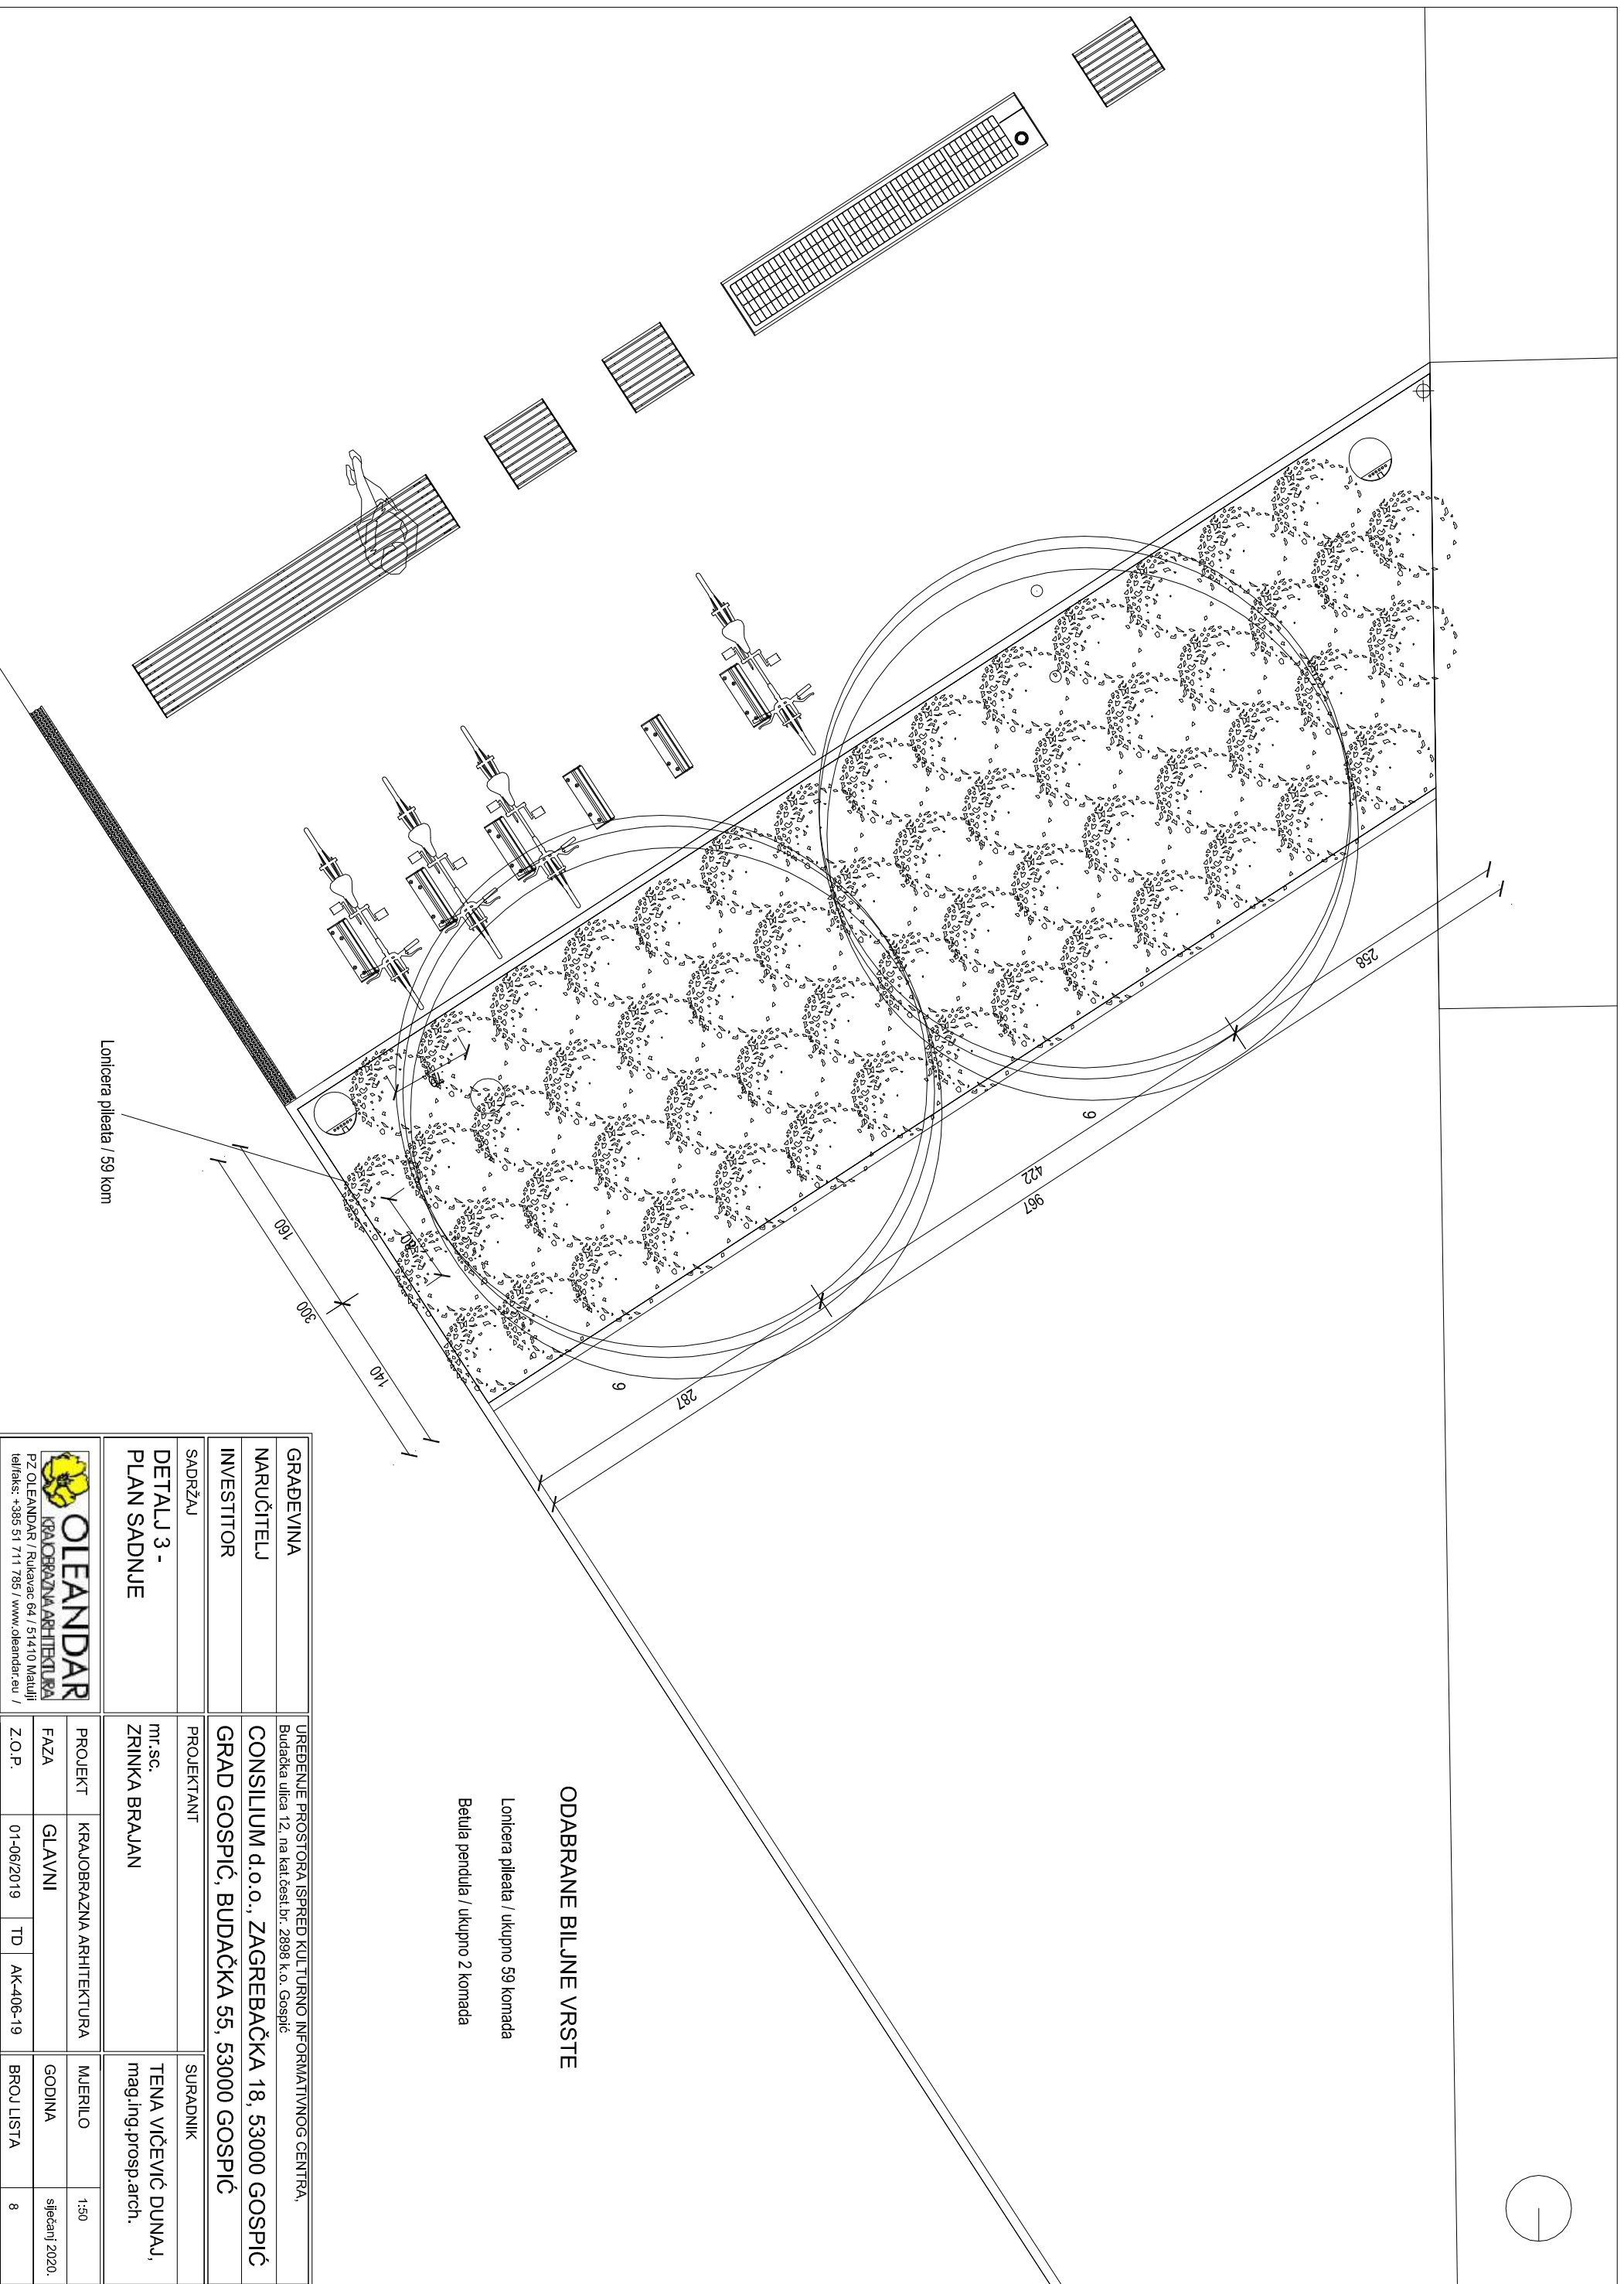 258
6
422
967
6
287
80
160
300
140
Lonicera pileata / 59 kom
ODABRANE BILJNE VRSTE
Lonicera pileata / ukupno 59 komada
Betula pendula / ukupno 2 komada
GRAĐEVINA
UREĐENJE PROSTORA ISPRED KULTURNO INFORMATIVNOG CENTRA,
Budačka ulica 12, na kat.čest.br. 2898 k.o. Gospić
NARUČITELJ
CONSILIUM d.o.o., ZAGREBAČKA 18, 53000 GOSPIĆ
INVESTITOR
GRAD GOSPIĆ, BUDAČKA 55, 53000 GOSPIĆ
SADRŽAJ
PROJEKTANT
SURADNIK
DETALJ 3 -
PLAN SADNJE
mr.sc.
ZRINKA BRAJAN
TENA VIČEVIĆ DUNAJ,
mag.ing.prosp.arch.
OLEANDAR
KRAJOBRAZNA ARHITEKTURA
PZ OLEANDAR / Rukavac 64 / 51410 Matulji
tel/faks: +385 51 711 785 / www.oleandar.eu /
PROJEKT
KRAJOBRAZNA ARHITEKTURA
MJERILO
1:50
FAZA
GLAVNI
GODINA
siječanj 2020.
Z.O.P.
01-06/2019
TD
AK-406-19
BROJ LISTA
8